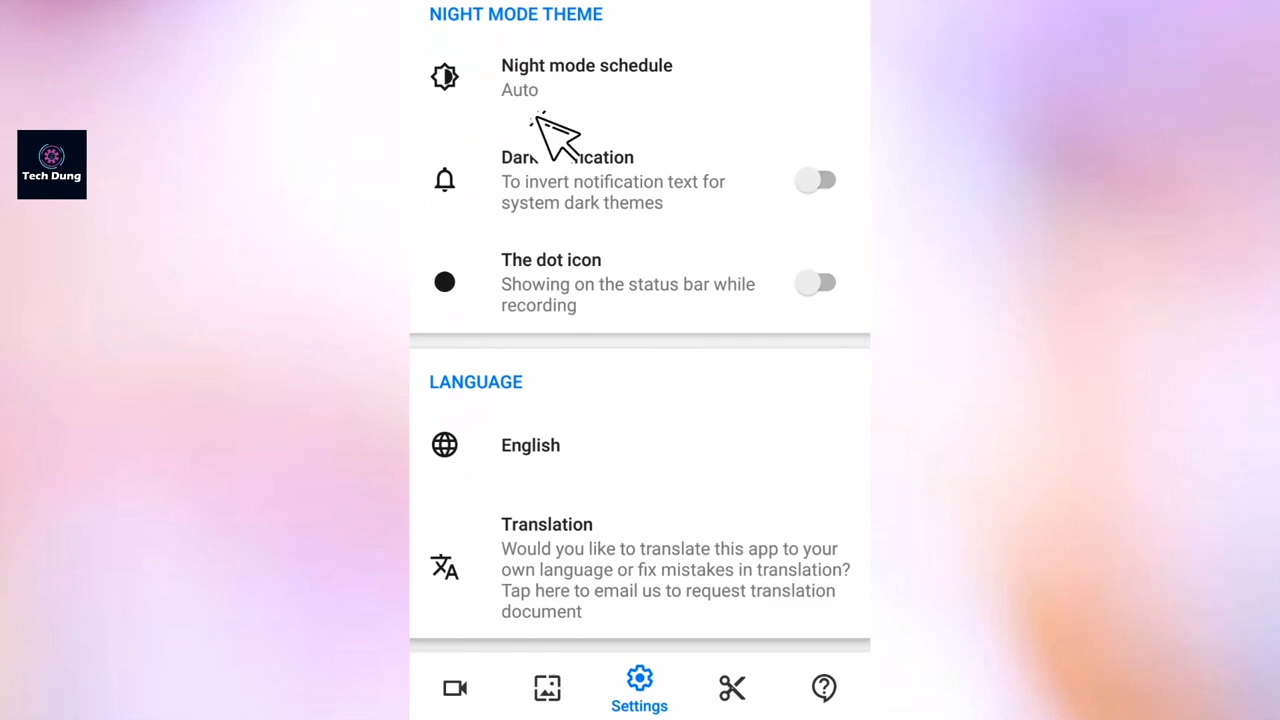 NIGHT MODE THEME
Night mode schedule
Auto
Tech Dung
To invert notification text for
system dark themes
The dot icon
Showing on the status bar while
recording
LANGUAGE
English
Translation
Would you like to translate this app to your
own language or fix mistakes in translation?
Tap here to email us to request translation
document
Settings